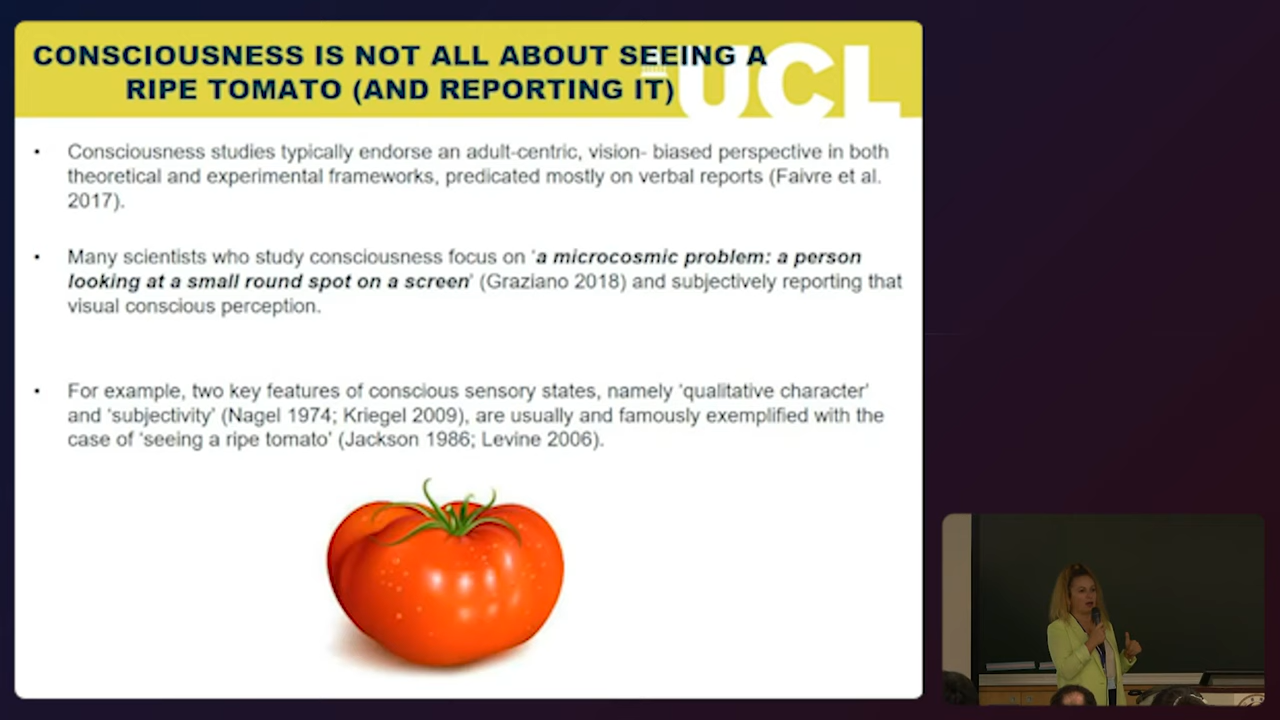 CONSCIOUSNESS IS NOT ALL ABOUT SEEING A
RIPE TOMATO (AND REPORTING IT)
UCL
• Consciousness studies typically endorse an adult-centric, vision- biased perspective in both
theoretical and experimental frameworks, predicated mostly on verbal reports (Faivre et al.
2017).
• Many scientists who study consciousness focus on 'a microcosmic problem: a person
looking at a small round spot on a screen' (Graziano 2018) and subjectively reporting that
visual conscious perception.
• For example, two key features of conscious sensory states, namely 'qualitative character'
and 'subjectivity' (Nagel 1974; Kriegel 2009), are usually and famously exemplified with the
case of 'seeing a ripe tomato' (Jackson 1986; Levine 2006).